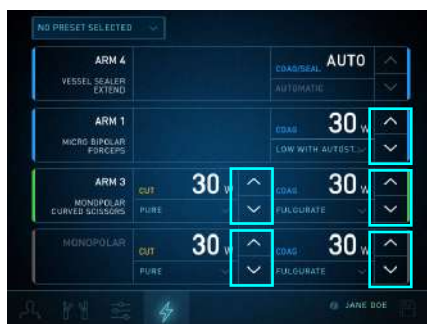 NO PRESET SELECTED
ARM 4
VESSEL SEALER
EXTEND
COAG/SEAL AUTO
AUTOMATIC
ARM 1
MICRO BIPOLAR
FORCEPS
COAG 30 W
LOW WITH AUTOST...
ARM 3
MONOPOLAR
CURVED SCISSORS
CUT 30 W
PURE
COAG 30 W
FULGURATE
MONOPOLAR
CUT 30 W
PURE
COAG 30 W
FULGURATE
JANE DOE